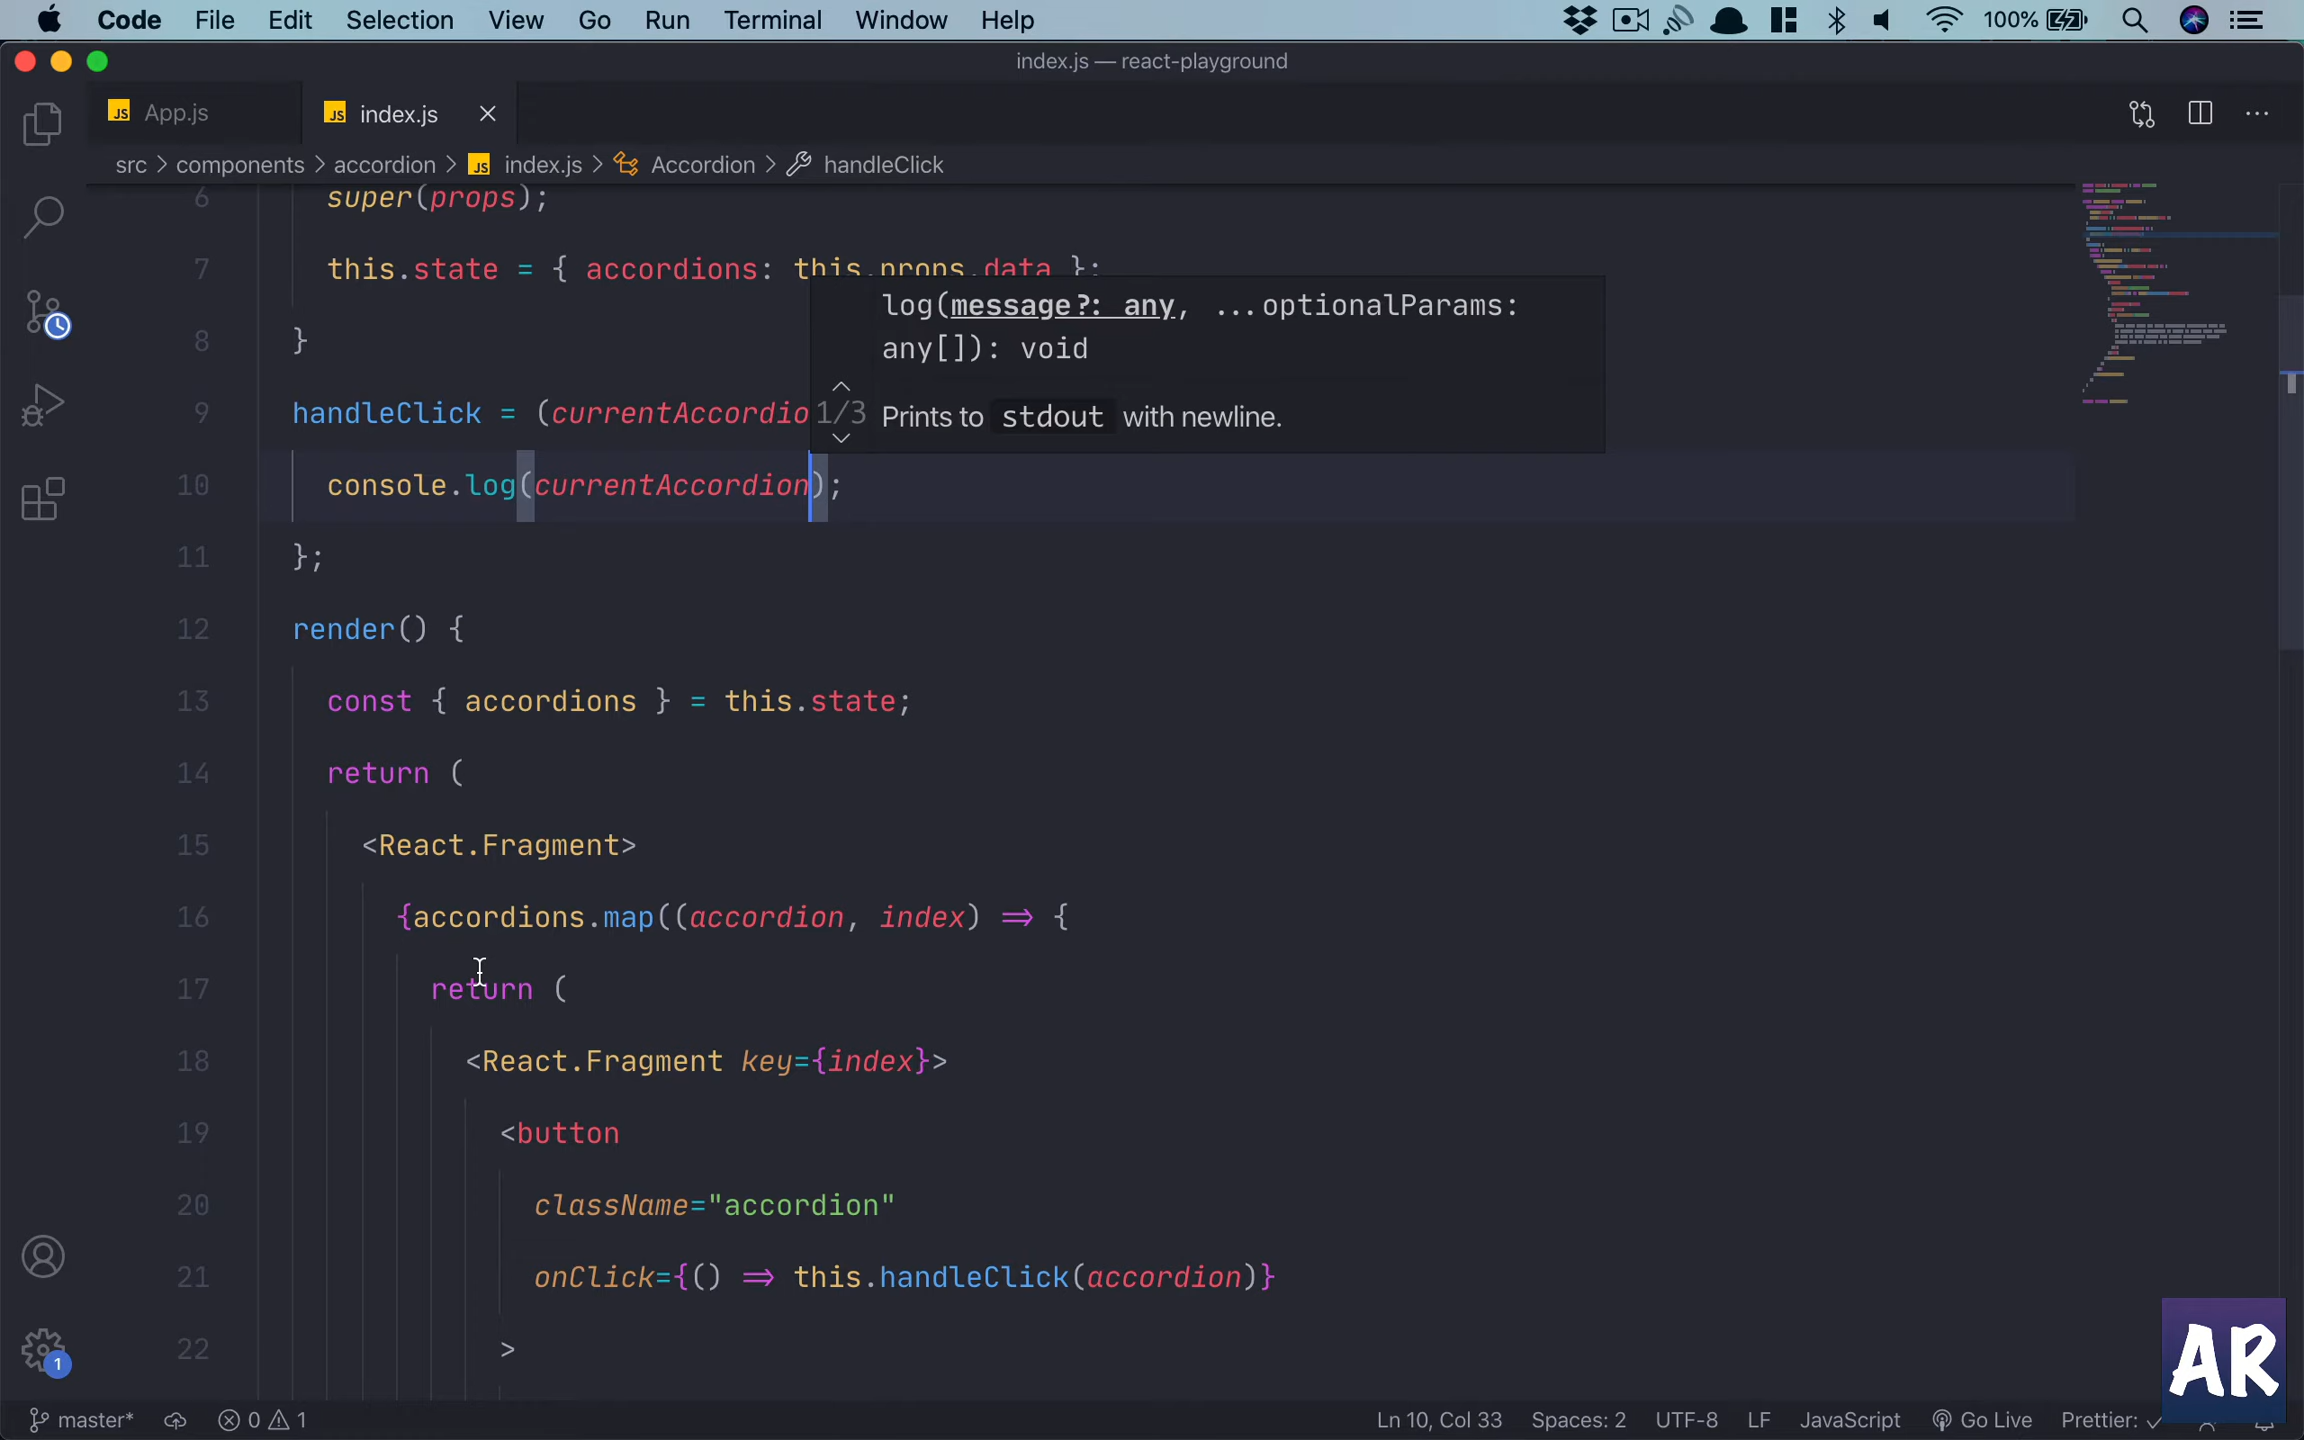 Code File Edit Selection View Go Run Terminal Window Help 100%
index.js — react-playground
JS App.js JS index.js
src > components > accordion > JS index.js > Accordion > handleClick
6 super(props);
7 this.state = { accordions: this.props.data };
log(message?: any, ...optionalParams:
any[]): void
8 }
9 handleClick = (currentAccordio
1/3 Prints to stdout with newline.
10 console.log(currentAccordion);
11 };
12 render() {
13 const { accordions } = this.state;
14 return (
15 <React.Fragment>
16 {accordions.map((accordion, index) => {
17 return (
18 <React.Fragment key={index}>
19 <button
20 className="accordion"
21 onClick={() => this.handleClick(accordion)}
22 >
1
AR
master* 0 1 Ln 10, Col 33 Spaces: 2 UTF-8 LF JavaScript Go Live Prettier: ✓